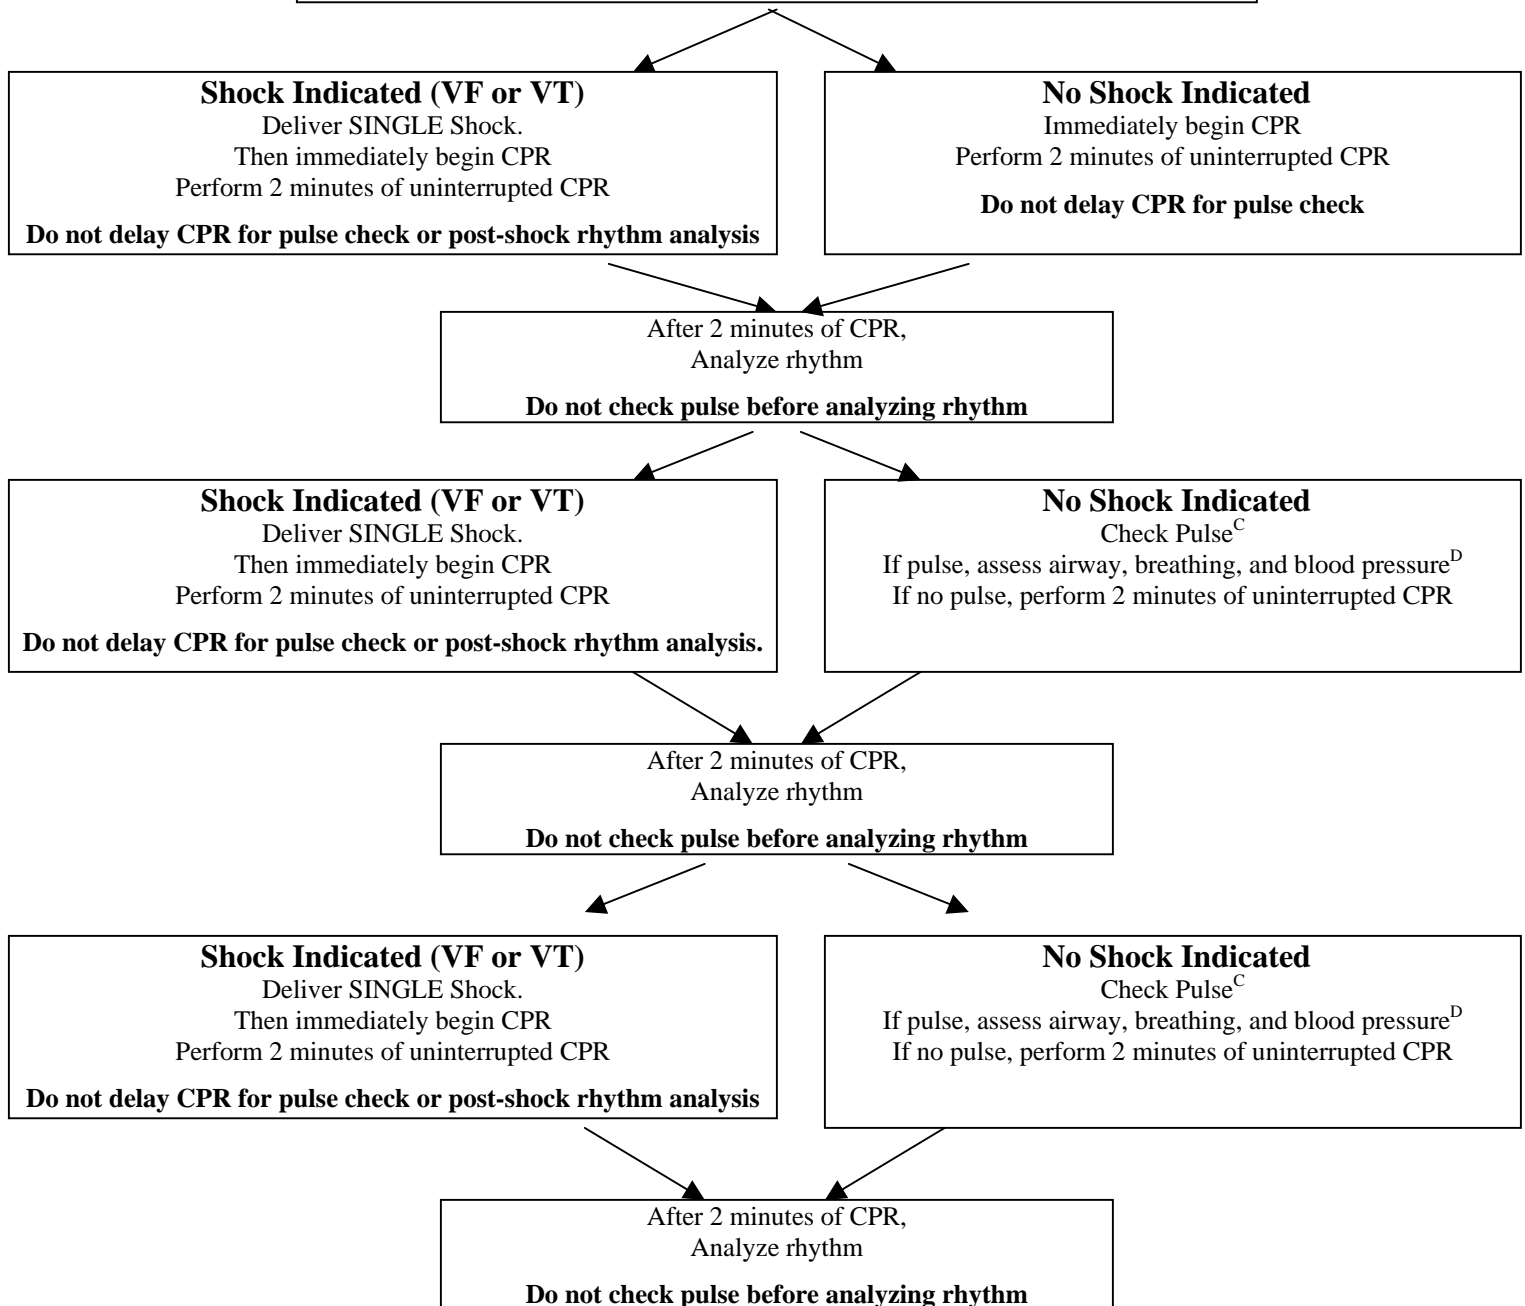 Shock Indicated (VF or VT)
Deliver SINGLE Shock.
Then immediately begin CPR
Perform 2 minutes of uninterrupted CPR
Do not delay CPR for pulse check or post-shock rhythm analysis
No Shock Indicated
Immediately begin CPR
Perform 2 minutes of uninterrupted CPR
Do not delay CPR for pulse check
After 2 minutes of CPR,
Analyze rhythm
Do not check pulse before analyzing rhythm
Shock Indicated (VF or VT)
Deliver SINGLE Shock.
Then immediately begin CPR
Perform 2 minutes of uninterrupted CPR
Do not delay CPR for pulse check or post-shock rhythm analysis.
No Shock Indicated
Check Pulse^C
If pulse, assess airway, breathing, and blood pressure^D
If no pulse, perform 2 minutes of uninterrupted CPR
After 2 minutes of CPR,
Analyze rhythm
Do not check pulse before analyzing rhythm
Shock Indicated (VF or VT)
Deliver SINGLE Shock.
Then immediately begin CPR
Perform 2 minutes of uninterrupted CPR
Do not delay CPR for pulse check or post-shock rhythm analysis
No Shock Indicated
Check Pulse^C
If pulse, assess airway, breathing, and blood pressure^D
If no pulse, perform 2 minutes of uninterrupted CPR
After 2 minutes of CPR,
Analyze rhythm
Do not check pulse before analyzing rhythm